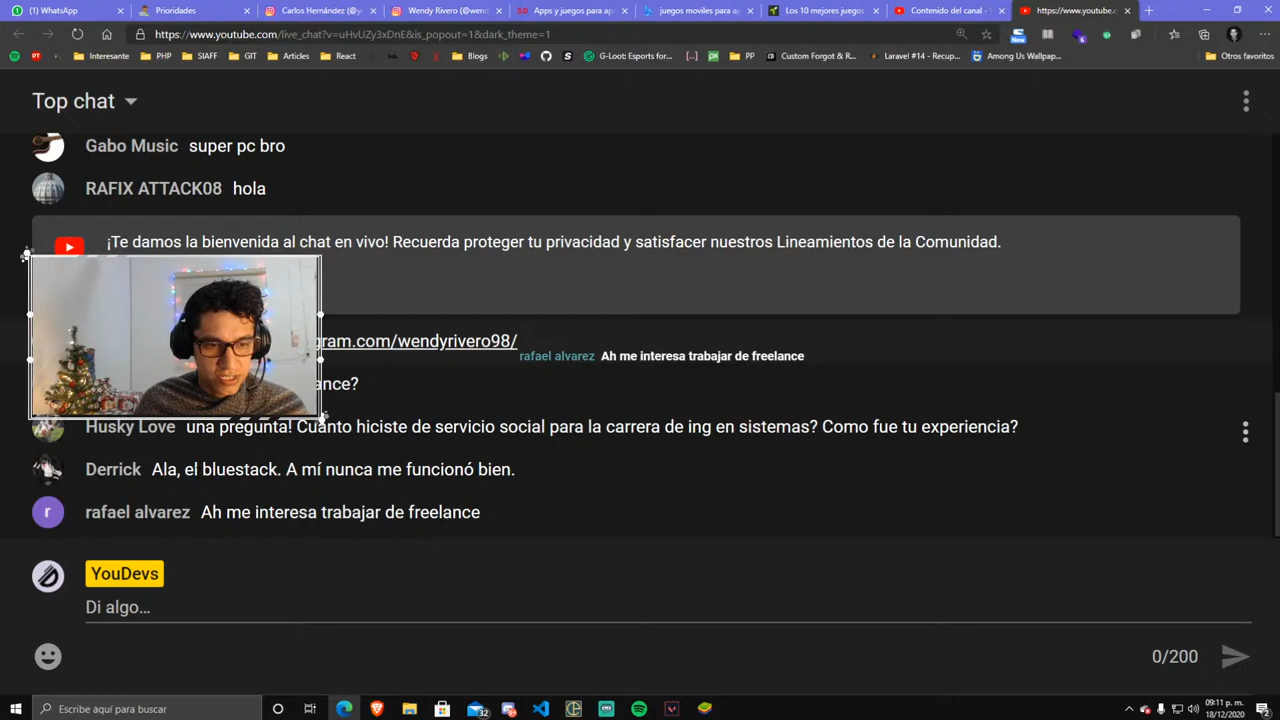 (1) WhatsApp
Prioridades
Carlos Hernández (@y
Wendy Rivero (@wend
Apps y juegos para ap
juegos moviles para a
Los 10 mejores juegos
Contenido del canal -
https://www.youtube.c
https://www.youtube.com/live_chat?v=uHvUZy3xDnE&is_popout=1&dark_theme=1
Interesante
PHP
SIAFF
GIT
Articles
React
Blogs
G-Loot: Esports for...
PP
Custom Forgot & R...
Laravel #14 - Recup...
Among Us Wallpap...
Otros favoritos
Top chat
Gabo Music super pc bro
RAFIX ATTACK08 hola
¡Te damos la bienvenida al chat en vivo! Recuerda proteger tu privacidad y satisfacer nuestros Lineamientos de la Comunidad.
gram.com/wendyrivero98/
rafael alvarez Ah me interesa trabajar de freelance
ance?
Husky Love una pregunta! Cuánto hiciste de servicio social para la carrera de ing en sistemas? Como fue tu experiencia?
Derrick Ala, el bluestack. A mí nunca me funcionó bien.
r rafael alvarez Ah me interesa trabajar de freelance
YouDevs
Di algo...
0/200
Escribe aquí para buscar
32
09:11 p. m.
18/12/2020
2